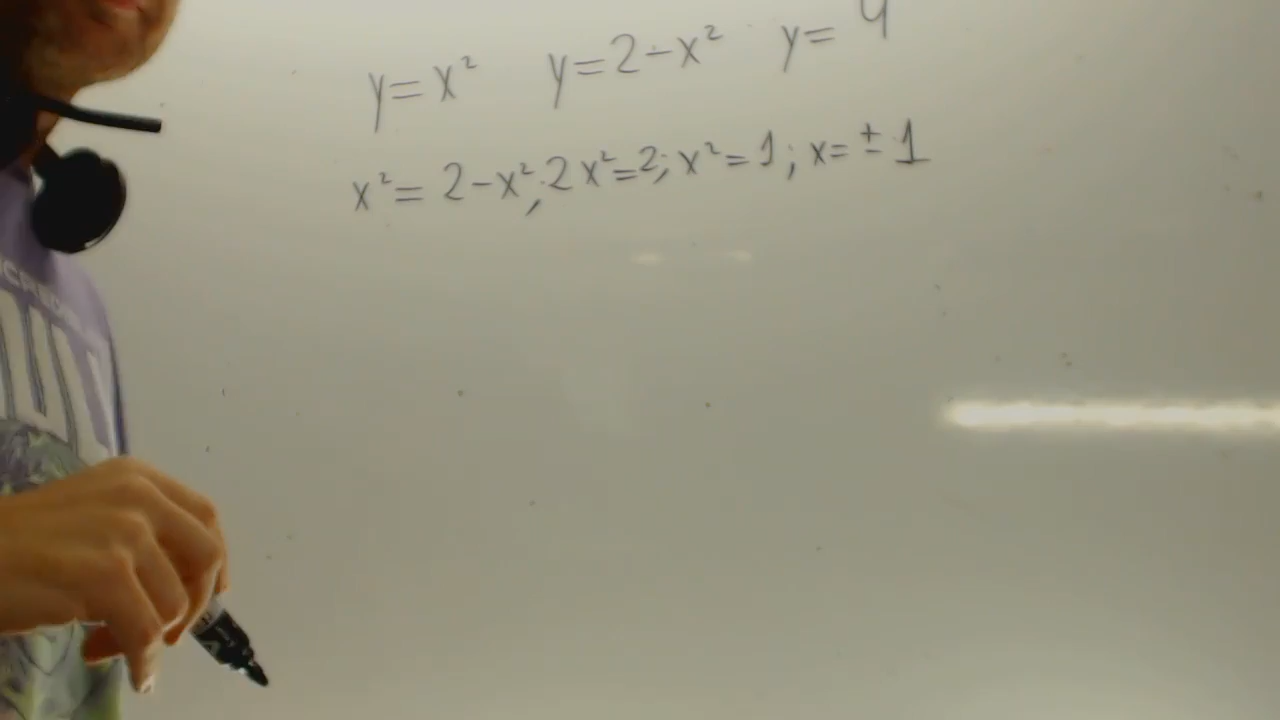 y=x² y=2-x² y=4
x²=2-x²; 2x²=2; x²=1; x=±1